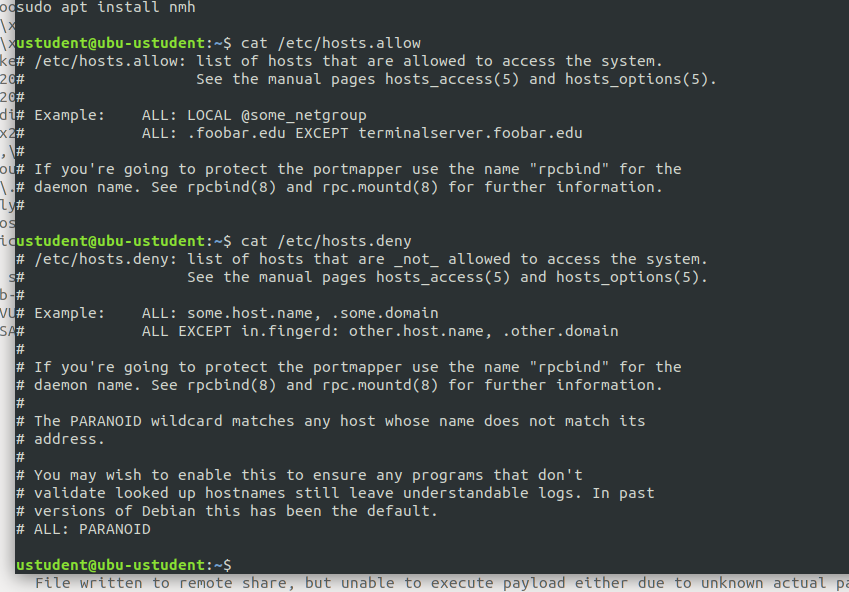 sudo apt install nmh
ustudent@ubu-ustudent:~$ cat /etc/hosts.allow
# /etc/hosts.allow: list of hosts that are allowed to access the system.
#                   See the manual pages hosts_access(5) and hosts_options(5).
#
# Example:    ALL: LOCAL @some_netgroup
#             ALL: .foobar.edu EXCEPT terminalserver.foobar.edu
#
# If you're going to protect the portmapper use the name "rpcbind" for the
# daemon name. See rpcbind(8) and rpc.mountd(8) for further information.
#
ustudent@ubu-ustudent:~$ cat /etc/hosts.deny
# /etc/hosts.deny: list of hosts that are _not_ allowed to access the system.
#                  See the manual pages hosts_access(5) and hosts_options(5).
#
# Example:    ALL: some.host.name, .some.domain
#             ALL EXCEPT in.fingerd: other.host.name, .other.domain
#
# If you're going to protect the portmapper use the name "rpcbind" for the
# daemon name. See rpcbind(8) and rpc.mountd(8) for further information.
#
# The PARANOID wildcard matches any host whose name does not match its
# address.
#
# You may wish to enable this to ensure any programs that don't
# validate looked up hostnames still leave understandable logs. In past
# versions of Debian this has been the default.
# ALL: PARANOID
ustudent@ubu-ustudent:~$
File written to remote share, but unable to execute payload either due to unknown actual pa